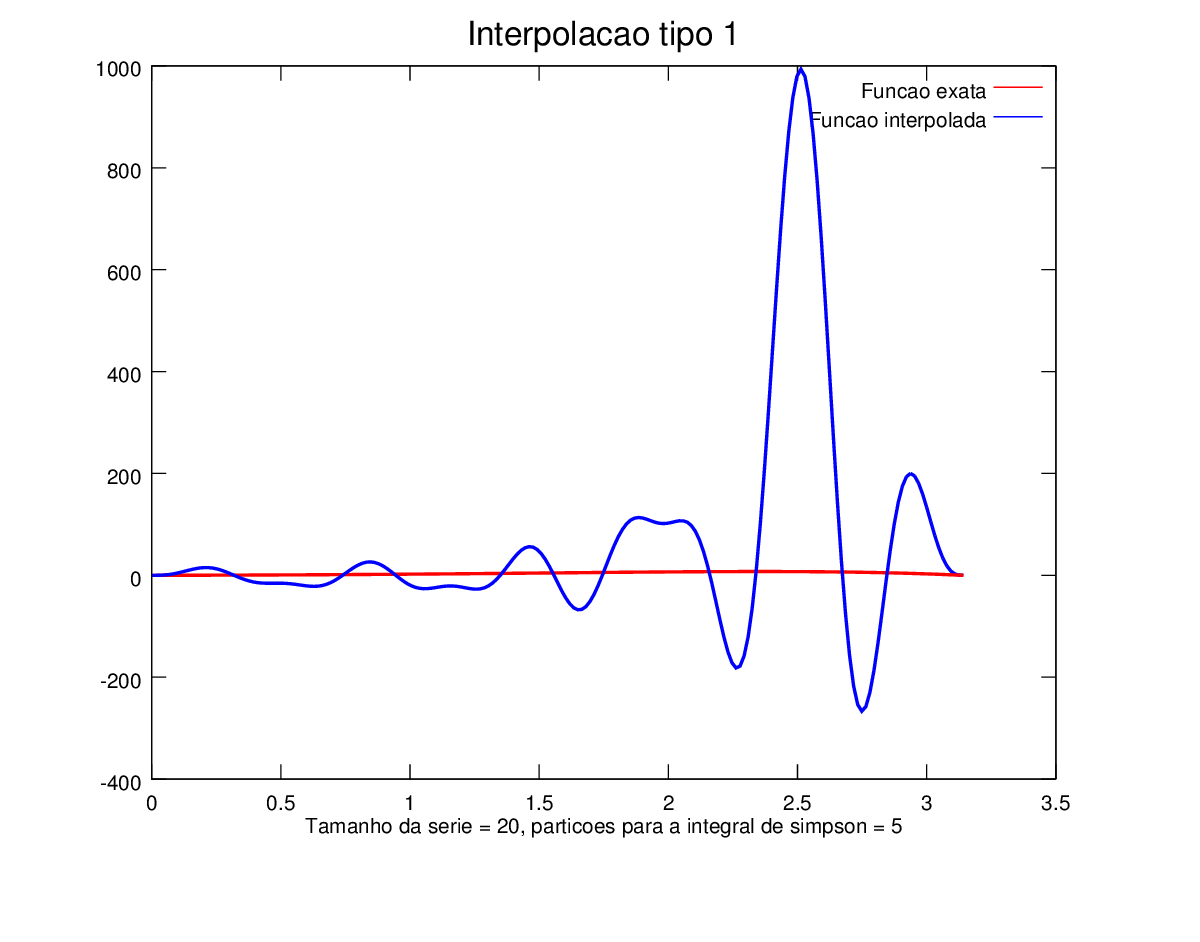 Interpolacao tipo 1
1000
800
600
400
200
0
-200
-400
Funcao exata
Funcao interpolada
0 0.5 1 1.5 2 2.5 3 3.5
Tamanho da serie = 20, particoes para a integral de simpson = 5